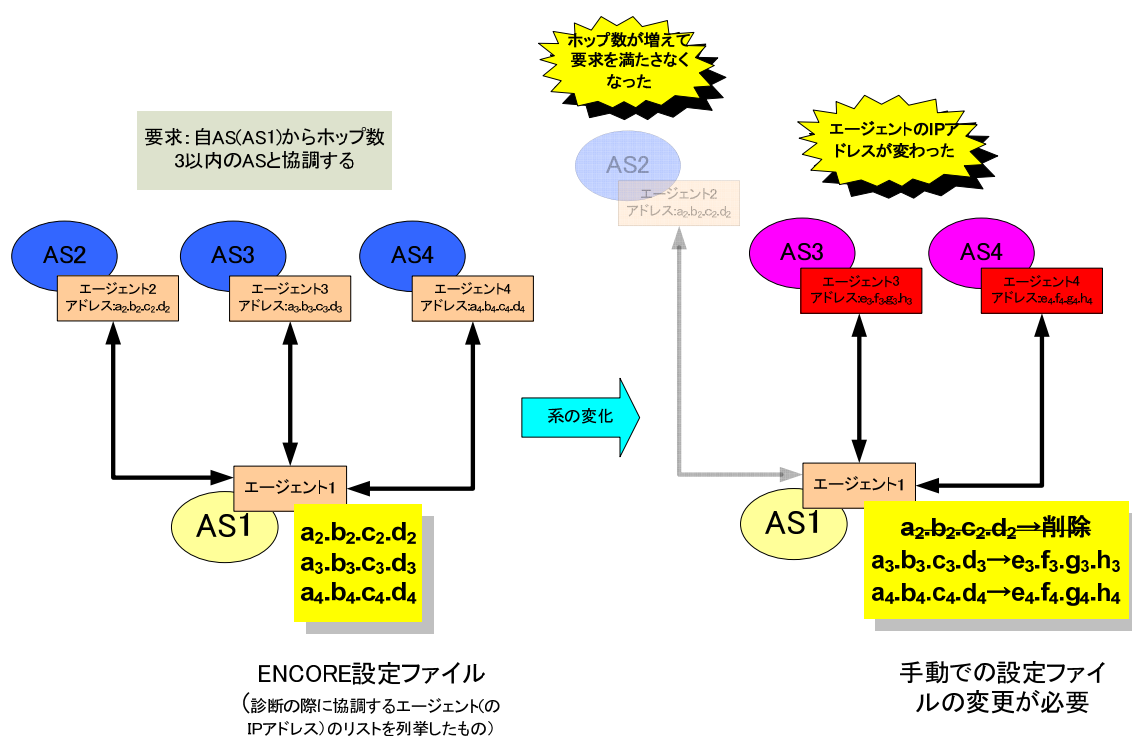 要求：自AS(AS1)からホップ数
3以内のASと協調する
AS2
エージェント2
アドレス:a₂.b₂.c₂.d₂
AS3
エージェント3
アドレス:a₃.b₃.c₃.d₃
AS4
エージェント4
アドレス:a₄.b₄.c₄.d₄
エージェント1
AS1
a₂.b₂.c₂.d₂
a₃.b₃.c₃.d₃
a₄.b₄.c₄.d₄
ENCORE設定ファイル
（診断の際に協調するエージェント(の
IPアドレス）のリストを列挙したもの）
系の変化
ホップ数が増えて
要求を満たさなく
なった
AS2
エージェント2
アドレス:a₂.b₂.c₂.d₂
エージェントのIPア
ドレスが変わった
AS3
エージェント3
アドレス:e₃.f₃.g₃.h₃
AS4
エージェント4
アドレス:e₄.f₄.g₄.h₄
エージェント1
AS1
a₂.b₂.c₂.d₂→削除
a₃.b₃.c₃.d₃→e₃.f₃.g₃.h₃
a₄.b₄.c₄.d₄→e₄.f₄.g₄.h₄
手動での設定ファイ
ルの変更が必要